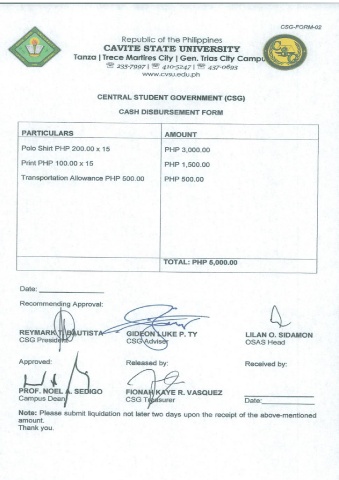 CSG-FORM-02
Republic of the Philippines
CAVITE STATE UNIVERSITY
Tanza | Trece Martires City | Gen. Trias City Campus
☏ 235-7997 | ☏ 410-5247 | ☏ 437-0693
www.cvsu.edu.ph
CENTRAL STUDENT GOVERNMENT (CSG)
CASH DISBURSEMENT FORM
PARTICULARS AMOUNT
Polo Shirt PHP 200.00 x 15 PHP 3,000.00
Print PHP 100.00 x 15 PHP 1,500.00
Transportation Allowance PHP 500.00 PHP 500.00
TOTAL: PHP 5,000.00
Date:
Recommending Approval:
REYMARK T. BAUTISTA GIDEON LUKE P. TY LILAN O. SIDAMON
CSG President CSG Adviser OSAS Head
Approved: Released by: Received by:
PROF. NOEL A. SEDIGO FIONAH KAYE R. VASQUEZ
Campus Dean CSG Treasurer Date:
Note: Please submit liquidation not later two days upon the receipt of the above-mentioned
amount.
Thank you.